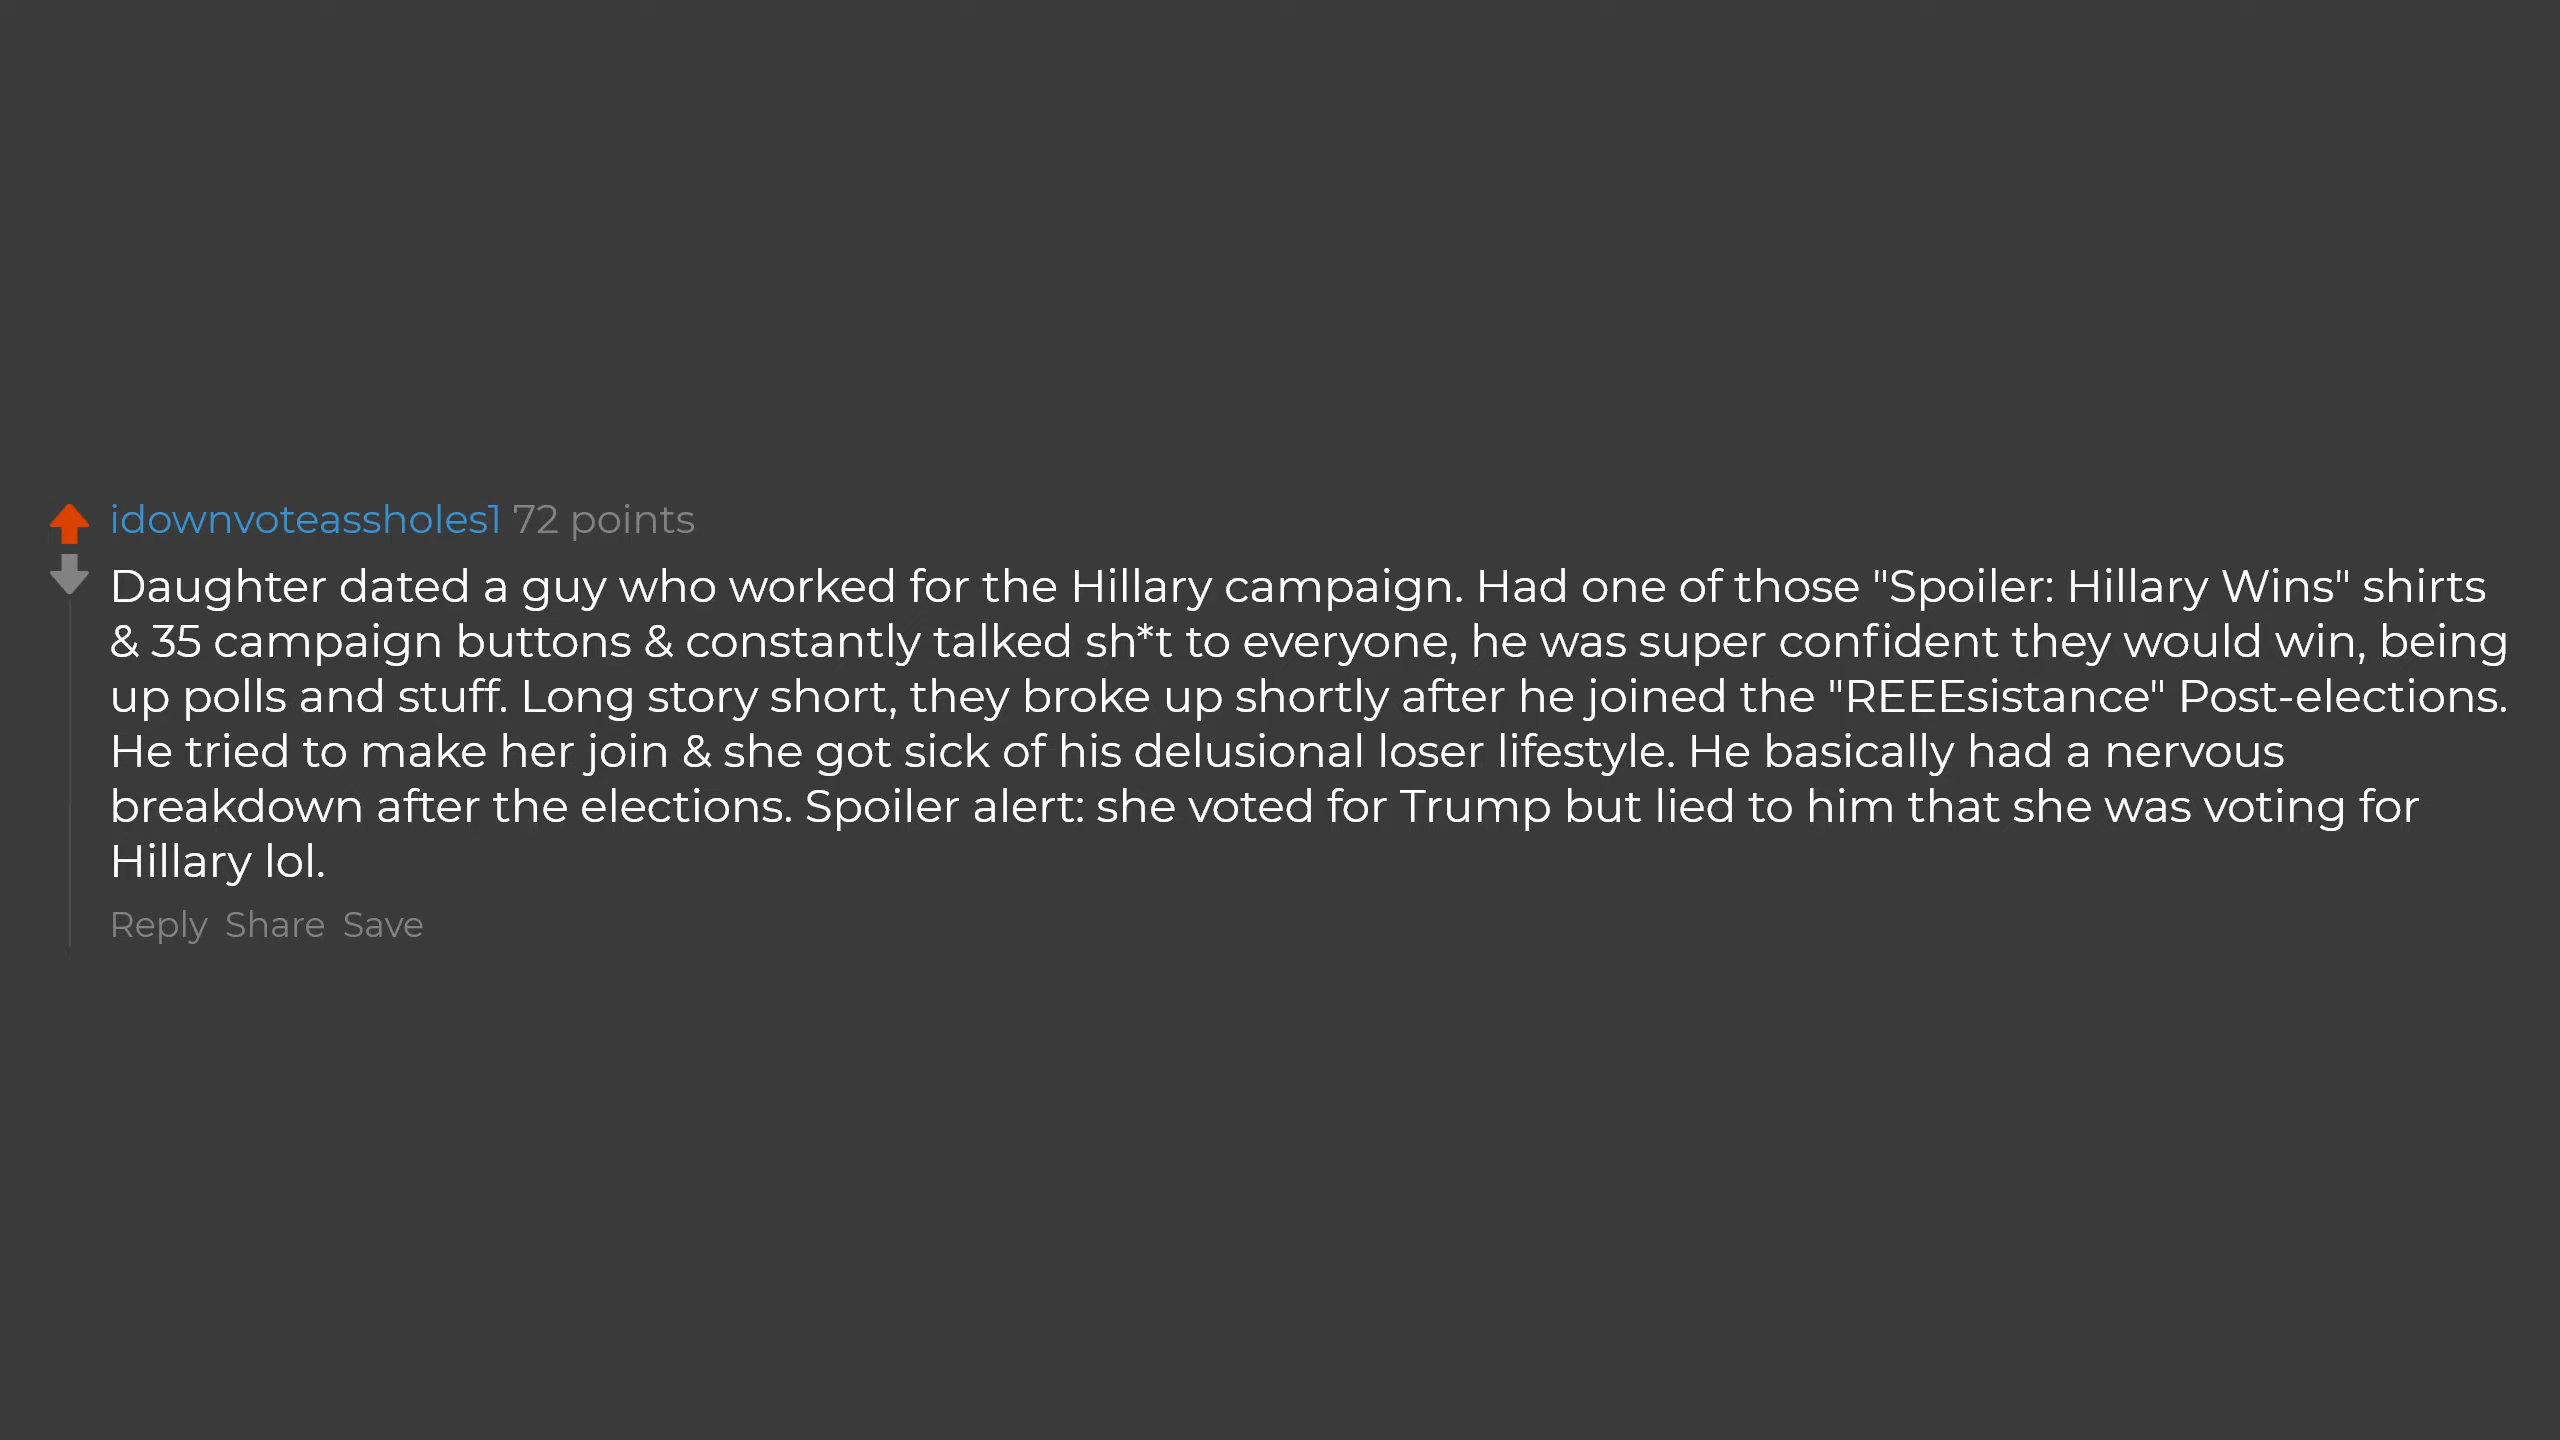 idownvoteassholes1 72 points
Daughter dated a guy who worked for the Hillary campaign. Had one of those "Spoiler: Hillary Wins" shirts
& 35 campaign buttons & constantly talked sh*t to everyone, he was super confident they would win, being
up polls and stuff. Long story short, they broke up shortly after he joined the "REEEsistance" Post-elections.
He tried to make her join & she got sick of his delusional loser lifestyle. He basically had a nervous
breakdown after the elections. Spoiler alert: she voted for Trump but lied to him that she was voting for
Hillary lol.
Reply Share Save